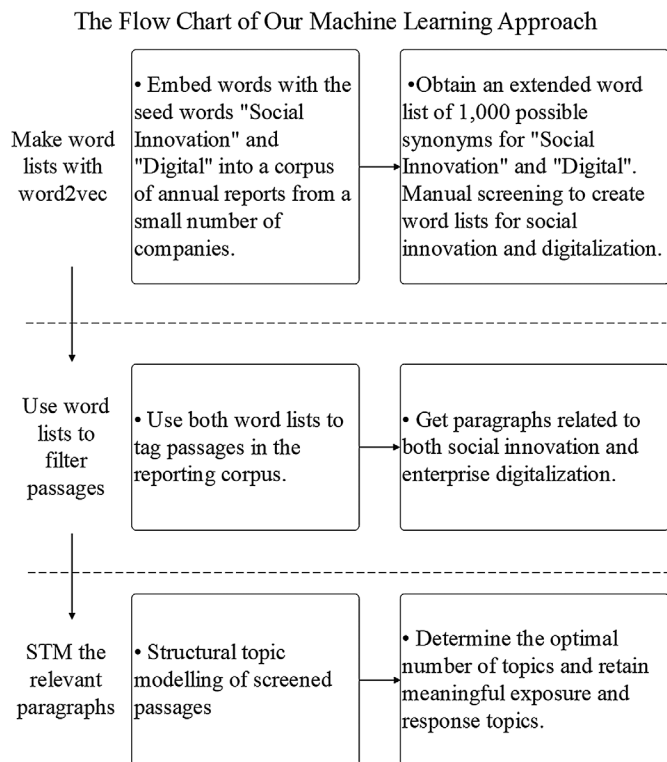 The Flow Chart of Our Machine Learning Approach
Make word
lists with
word2vec
• Embed words with the
seed words "Social
Innovation" and
"Digital" into a corpus
of annual reports from a
small number of
companies.
•Obtain an extended word
list of 1,000 possible
synonyms for "Social
Innovation" and "Digital".
Manual screening to create
word lists for social
innovation and digitalization.
Use word
lists to
filter
passages
• Use both word lists to
tag passages in the
reporting corpus.
• Get paragraphs related to
both social innovation and
enterprise digitalization.
STM the
relevant
paragraphs
• Structural topic
modelling of screened
passages
• Determine the optimal
number of topics and retain
meaningful exposure and
response topics.